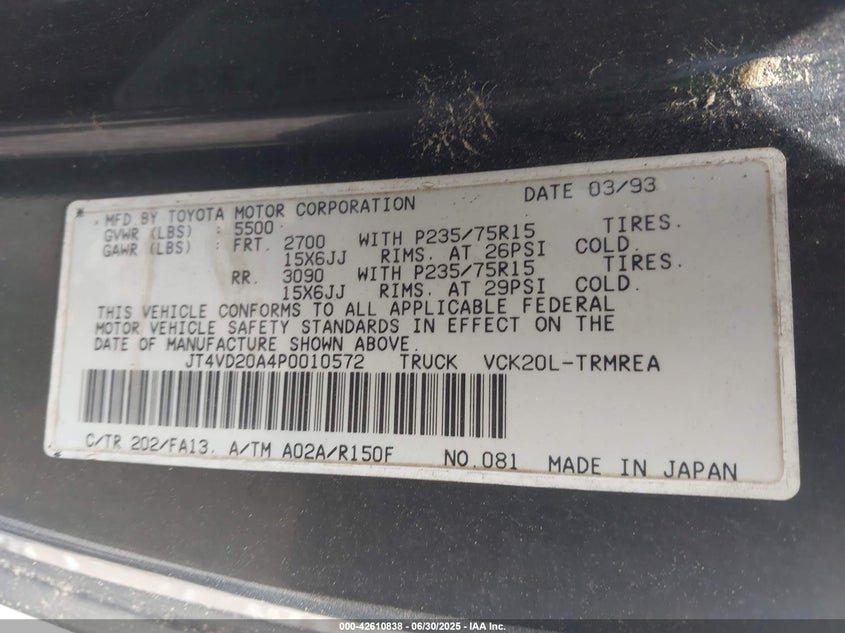 MFD. BY TOYOTA MOTOR CORPORATION DATE 03/93
GVWR (LBS) : 5500
GAWR (LBS) : FRT. 2700 WITH P235/75R15 TIRES.
15X6JJ RIMS. AT 26PSI COLD.
RR. 3090 WITH P235/75R15 TIRES.
15X6JJ RIMS. AT 29PSI COLD.
THIS VEHICLE CONFORMS TO ALL APPLICABLE FEDERAL
MOTOR VEHICLE SAFETY STANDARDS IN EFFECT ON THE
DATE OF MANUFACTURE SHOWN ABOVE.
JT4VD20A4P0010572 TRUCK VCK20L-TRMREA
C/TR 202/FA13. A/TM A02A/R150F NO.081 MADE IN JAPAN
000-42610838 - 06/30/2025 - IAA Inc.